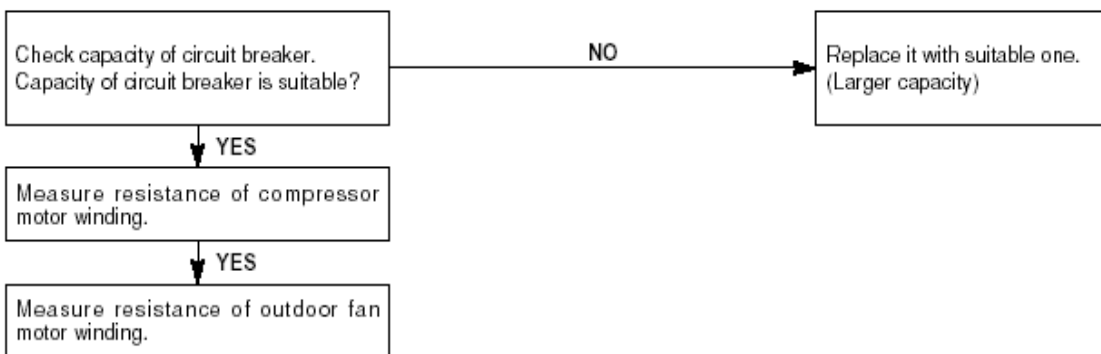 Check capacity of circuit breaker.
Capacity of circuit breaker is suitable?
NO
Replace it with suitable one.
(Larger capacity)
YES
Measure resistance of compressor
motor winding.
YES
Measure resistance of outdoor fan
motor winding.